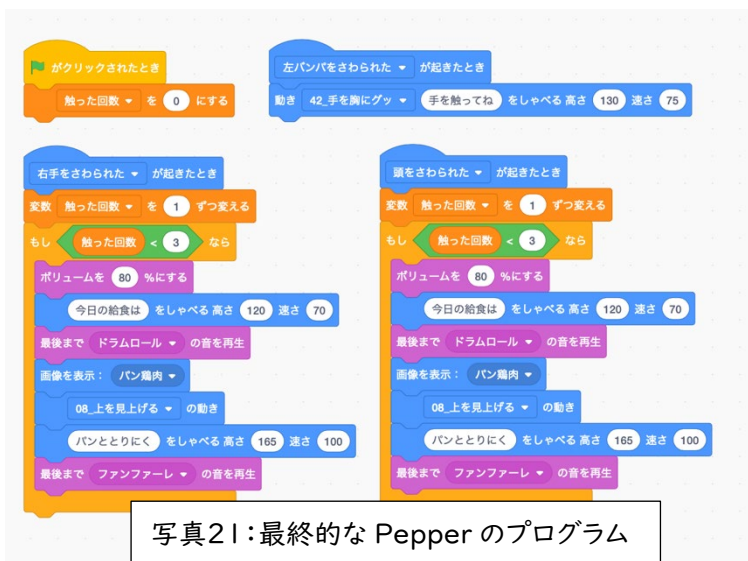 がクリックされたとき
触った回数 を 0 にする
左バンパをさわられた が起きたとき
動き 42_手を胸にグッ 手を触ってね をしゃべる 高さ 130 速さ 75
右手をさわられた が起きたとき
変数 触った回数 を 1 ずつ変える
もし 触った回数 < 3 なら
ボリュームを 80 %にする
今日の給食は をしゃべる 高さ 120 速さ 70
最後まで ドラムロール の音を再生
画像を表示： パン鶏肉
08_上を見上げる の動き
パンととりにく をしゃべる 高さ 165 速さ 100
最後まで ファンファーレ の音を再生
頭をさわられた が起きたとき
変数 触った回数 を 1 ずつ変える
もし 触った回数 < 3 なら
ボリュームを 80 %にする
今日の給食は をしゃべる 高さ 120 速さ 70
最後まで ドラムロール の音を再生
画像を表示： パン鶏肉
08_上を見上げる の動き
パンととりにく をしゃべる 高さ 165 速さ 100
最後まで ファンファーレ の音を再生
写真21：最終的な Pepper のプログラム